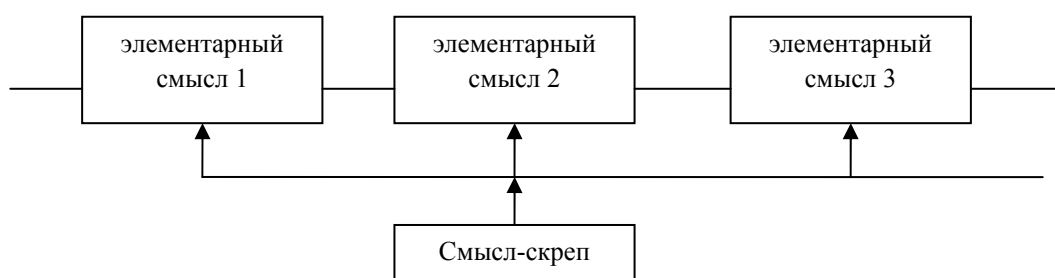 элементарный
смысл 1
элементарный
смысл 2
элементарный
смысл 3
Смысл-скреп